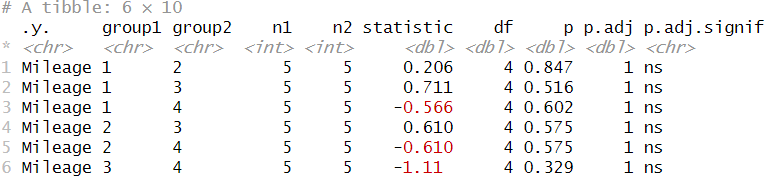 # A tibble: 6 × 10
.y. group1 group2 n1 n2 statistic df p p.adj p.adj.signif
* <chr> <chr> <chr> <int> <int> <dbl> <dbl> <dbl> <dbl> <chr>
1 Mileage 1 2 5 5 0.206 4 0.847 1 ns
2 Mileage 1 3 5 5 0.711 4 0.516 1 ns
3 Mileage 1 4 5 5 -0.566 4 0.602 1 ns
4 Mileage 2 3 5 5 0.610 4 0.575 1 ns
5 Mileage 2 4 5 5 -0.610 4 0.575 1 ns
6 Mileage 3 4 5 5 -1.11 4 0.329 1 ns